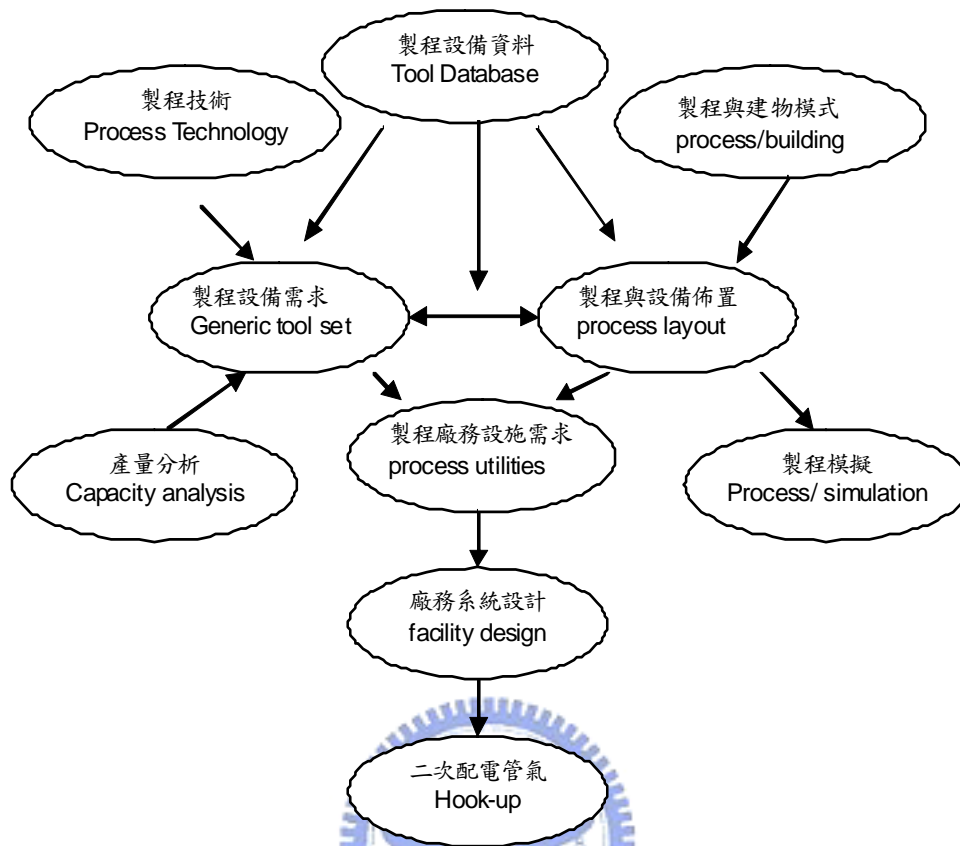 製程設備資料
Tool Database
製程技術
Process Technology
製程與建物模式
process/building
製程設備需求
Generic tool set
製程與設備佈置
process layout
製程廠務設施需求
process utilities
產量分析
Capacity analysis
製程模擬
Process/ simulation
廠務系統設計
facility design
二次配電管氣
Hook-up